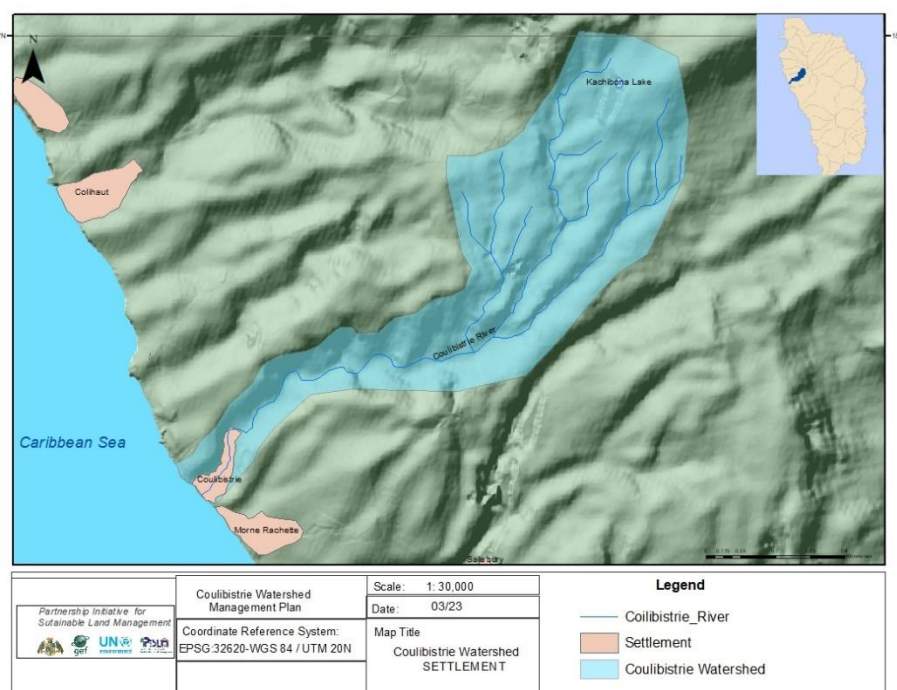 N
Kachibona Lake
Colihaut
Coulibistrie River
Caribbean Sea
Coulibistrie
Morne Rachette
Salisbury
Partnership Initiative for
Sutainable Land Management
gef
UN
Coulibistrie Watershed
Management Plan
Coordinate Reference System:
EPSG:32620-WGS 84 / UTM 20N
Scale: 1: 30,000
Date: 03/23
Map Title
Coulibistrie Watershed
SETTLEMENT
Legend
Coilibistrie_River
Settlement
Coulibistrie Watershed